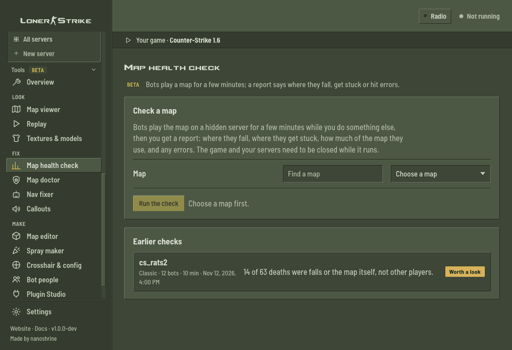 LONER STRIKE
Radio
Not running
All servers
New server
Your game · Counter-Strike 1.6
Tools BETA
Overview
LOOK
Map viewer
Replay
Textures & models
FIX
Map health check
Map doctor
Nav fixer
Callouts
MAKE
Map editor
Spray maker
Crosshair & config
Bot people
Plugin Studio
Settings
Website · Docs · v1.0.0-dev
Made by nanoshrine
MAP HEALTH CHECK
BETA Bots play a map for a few minutes; a report says where they fall, get stuck or hit errors.
Check a map
Bots play the map on a hidden server for a few minutes while you do something else,
then you get a report: where they fall, where they get stuck, how much of the map they
use, and any errors. The game and your servers need to be closed while it runs.
Map
Find a map
Choose a map
Run the check
Choose a map first.
Earlier checks
cs_rats2
Classic · 12 bots · 10 min · Nov 12, 2026,
4:00 PM
14 of 63 deaths were falls or the map itself, not other players.
Worth a look